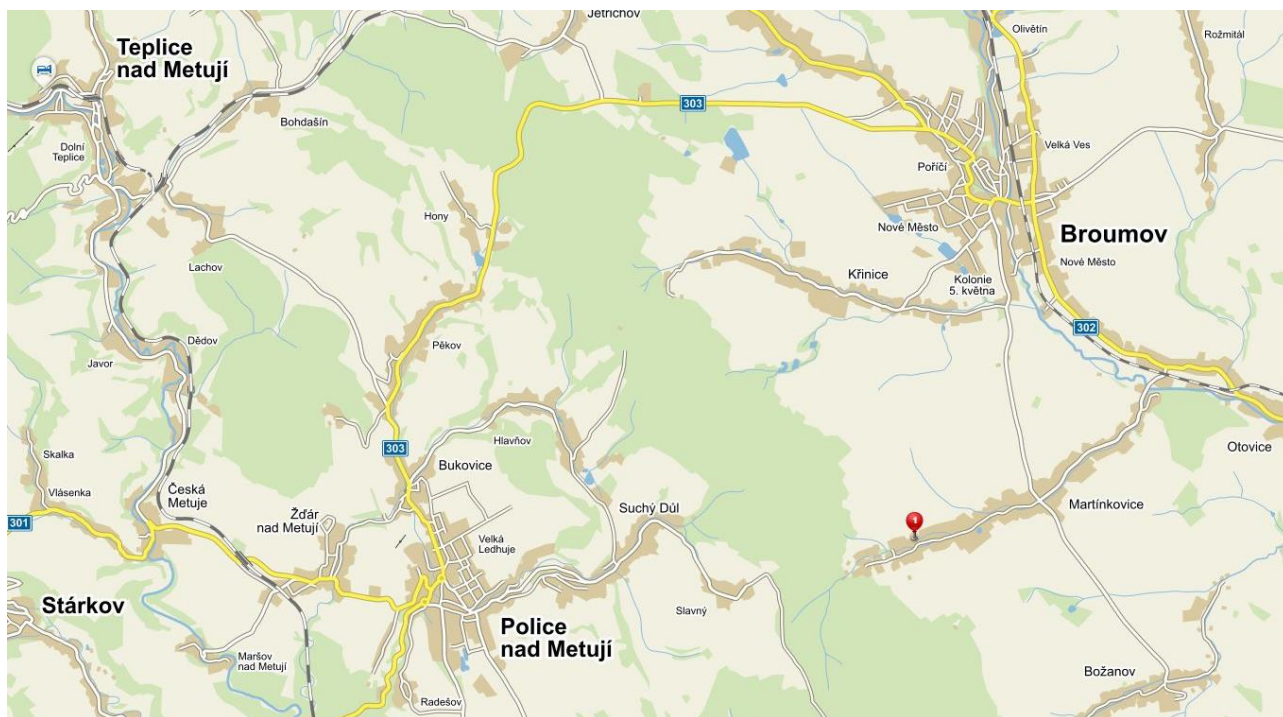 Jetřichov
Olivětín
Rožmitál
Teplice
nad Metují
303
Bohdašín
Dolní
Teplice
Velká Ves
Poříčí
Hony
Nové Město
Broumov
Nové Město
Lachov
Křinice
Kolonie
5. května
302
Dědov
Pěkov
Javor
Hlavňov
303
Skalka
Bukovice
Otovice
Vlásenka
Česká
Metuje
Suchý Důl
Martínkovice
Žďár
nad Metují
301
1
Velká
Ledhuje
Stárkov
Slavný
Police
nad Metují
Maršov
nad Metují
Božanov
Radešov